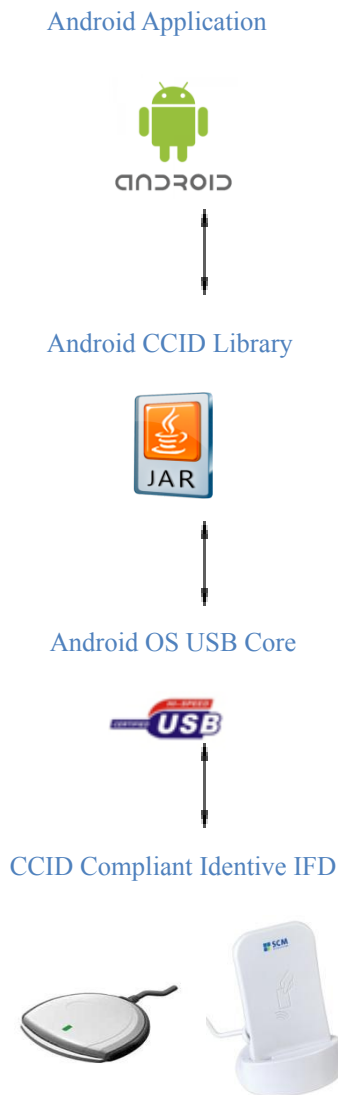 Android Application
ANDROID
Android CCID Library
JAR
Android OS USB Core
HI-SPEED
CERTIFIED USB
CCID Compliant Identive IFD
SCM